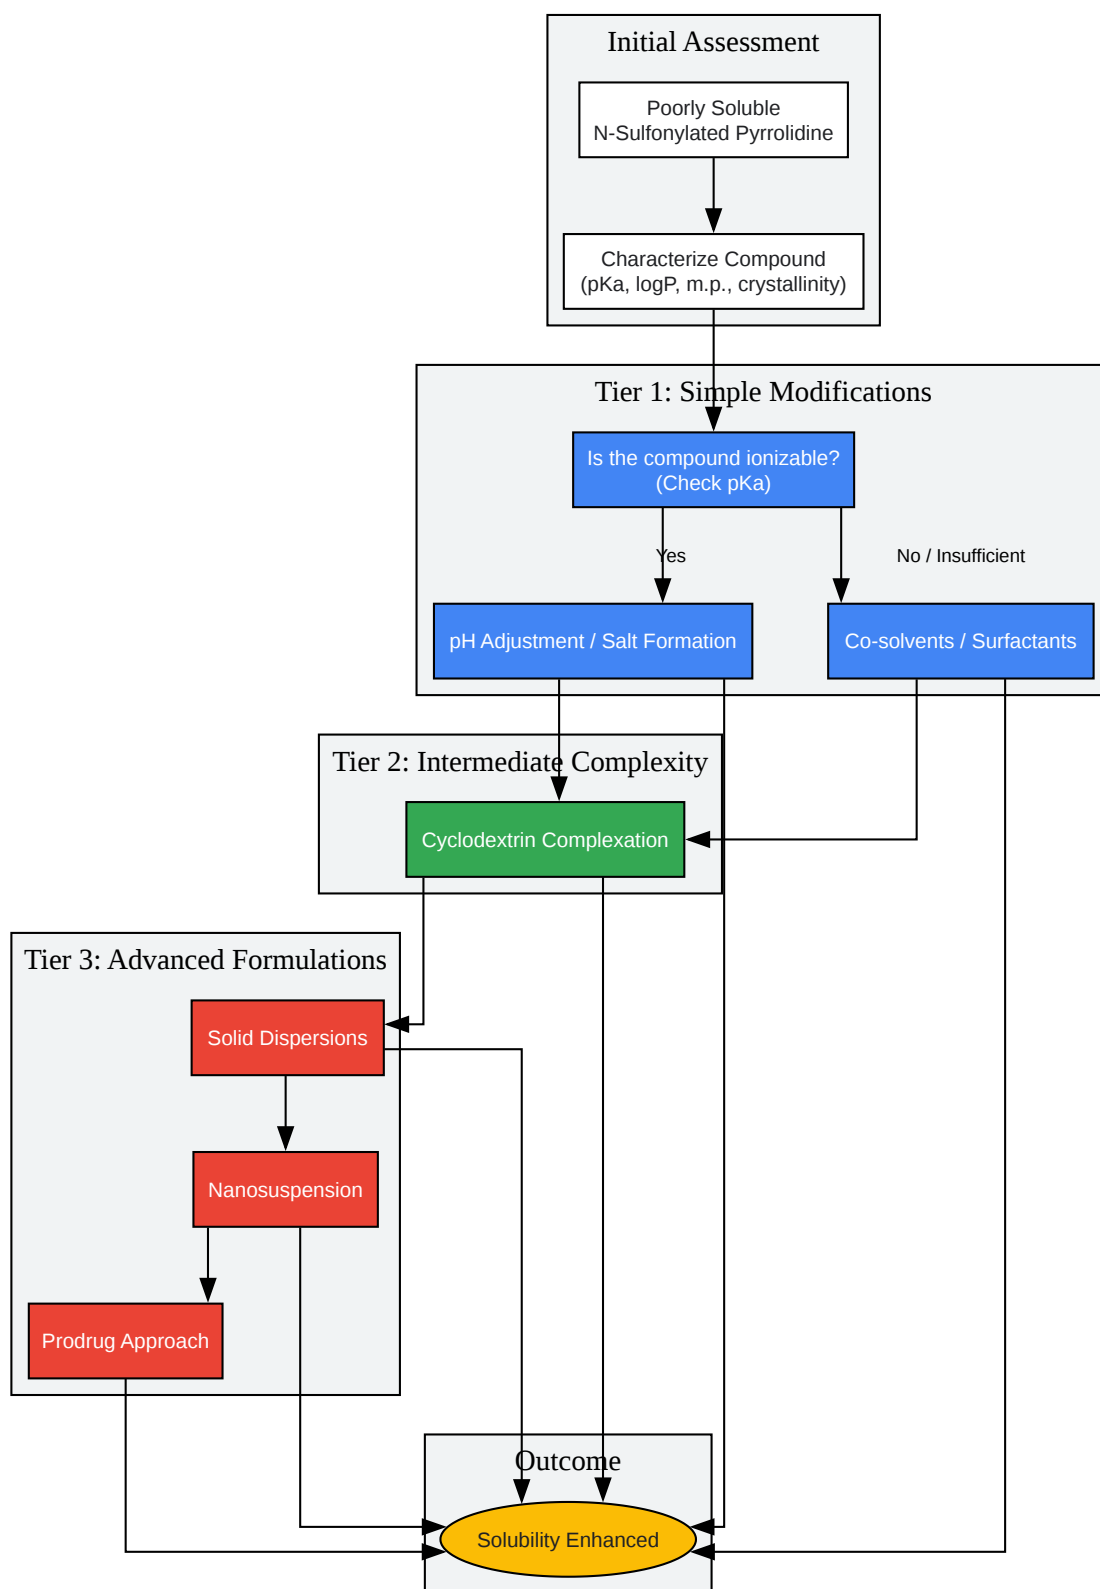 Initial Assessment
Poorly Soluble
N-Sulfonylated Pyrrolidine
Characterize Compound
(pKa, logP, m.p., crystallinity)
Tier 1: Simple Modifications
Is the compound ionizable?
(Check pKa)
Yes
No / Insufficient
pH Adjustment / Salt Formation
Co-solvents / Surfactants
Tier 2: Intermediate Complexity
Cyclodextrin Complexation
Tier 3: Advanced Formulations
Solid Dispersions
Nanosuspension
Prodrug Approach
Outcome
Solubility Enhanced